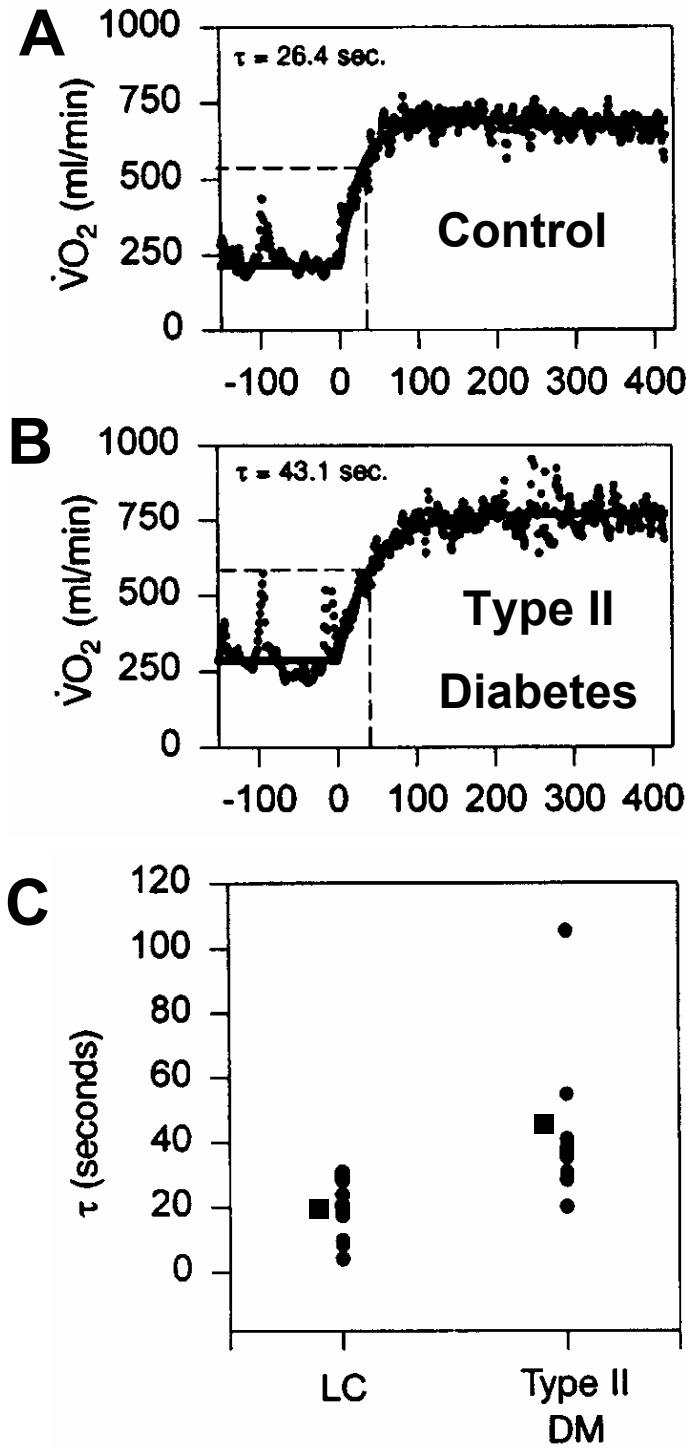 A
τ = 26.4 sec.
V̇O₂ (ml/min)
1000
750
500
250
0
Control
-100 0 100 200 300 400
B
τ = 43.1 sec.
V̇O₂ (ml/min)
1000
750
500
250
0
Type II
Diabetes
-100 0 100 200 300 400
C
τ (seconds)
120
100
80
60
40
20
0
LC
Type II
DM